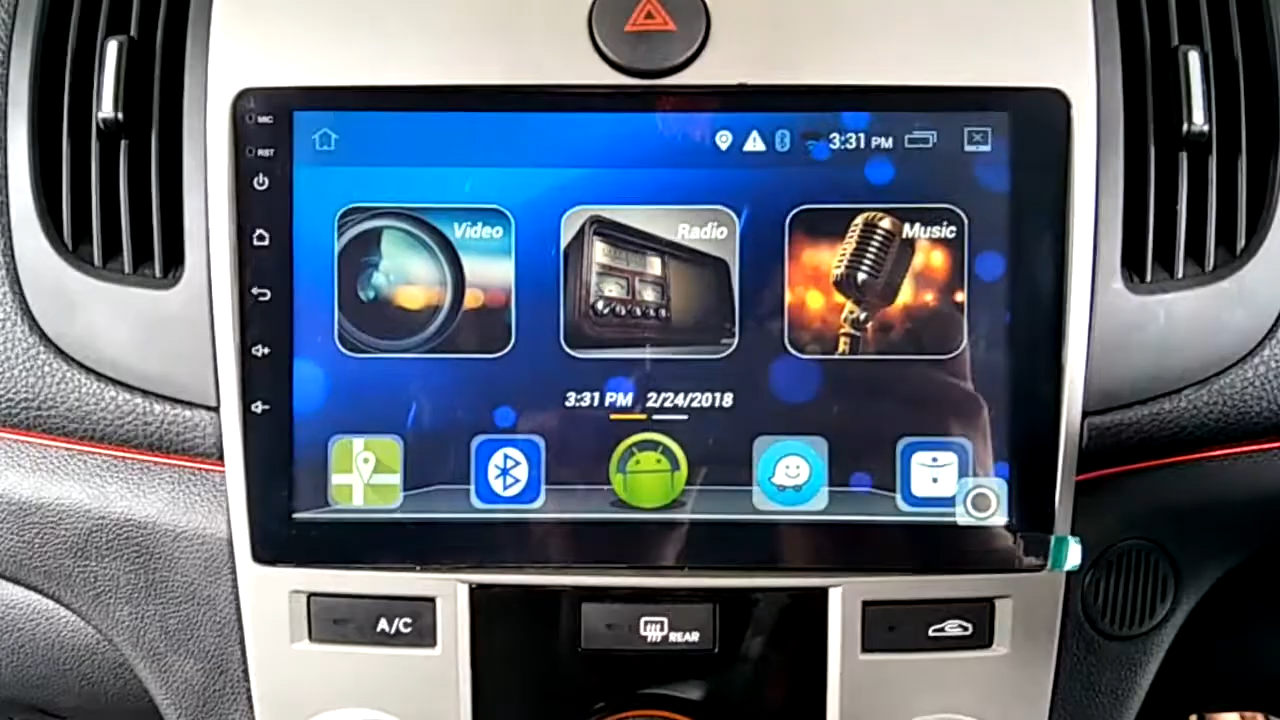 MIC
3:31 PM
RST
Video
Radio
Music
3:31 PM 2/24/2018
A/C
REAR